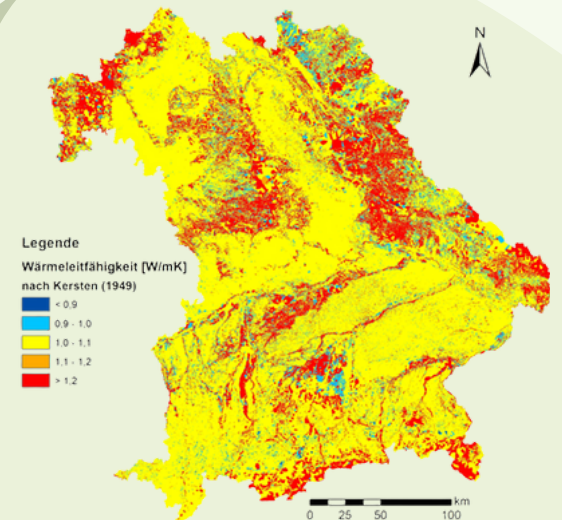 N
Legende
Wärmeleitfähigkeit [W/mK]
nach Kersten (1949)
< 0,9
0,9 - 1,0
1,0 - 1,1
1,1 - 1,2
> 1,2
km
0 25 50 100